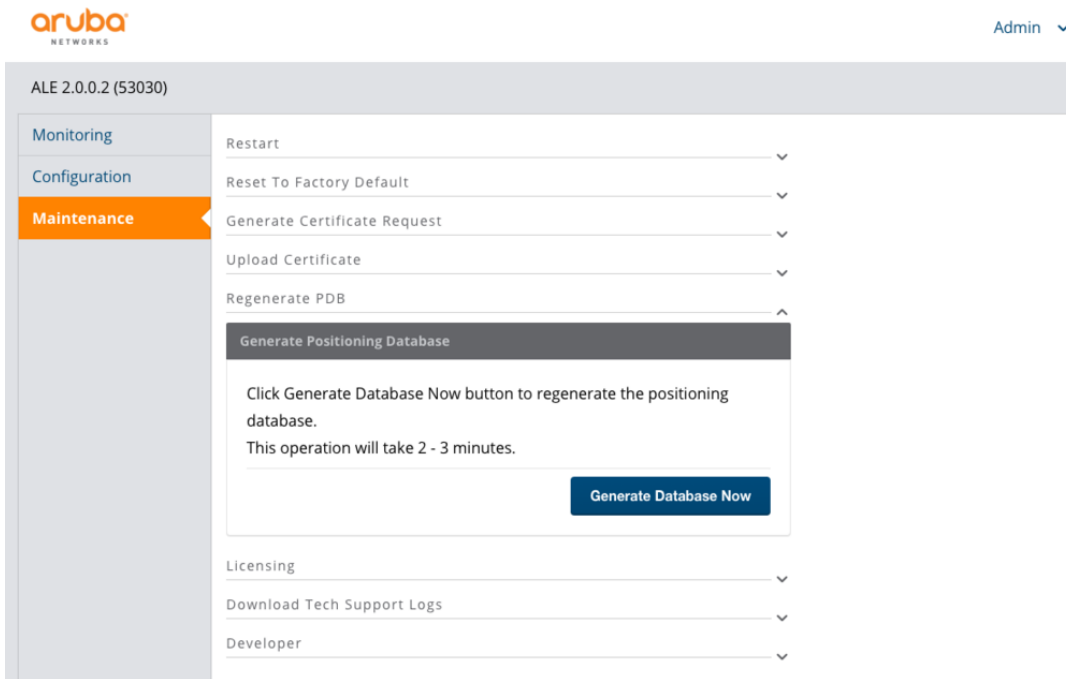 aruba
NETWORKS
Admin
ALE 2.0.0.2 (53030)
Monitoring
Configuration
Maintenance
Restart
Reset To Factory Default
Generate Certificate Request
Upload Certificate
Regenerate PDB
Generate Positioning Database
Click Generate Database Now button to regenerate the positioning
database.
This operation will take 2 - 3 minutes.
Generate Database Now
Licensing
Download Tech Support Logs
Developer